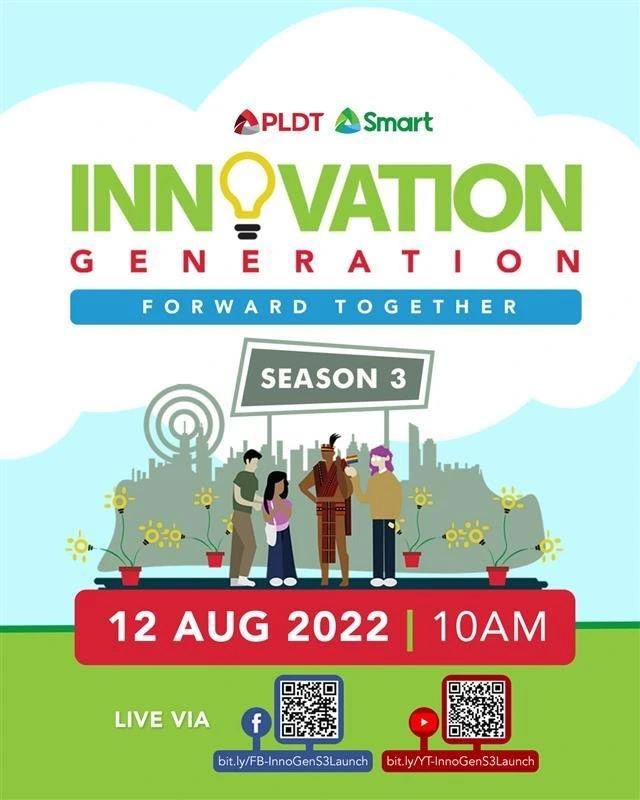 PLDT Smart
INNOVATION
GENERATION
FORWARD TOGETHER
SEASON 3
12 AUG 2022 | 10AM
LIVE VIA
bit.ly/FB-InnoGenS3Launch bit.ly/YT-InnoGenS3Launch